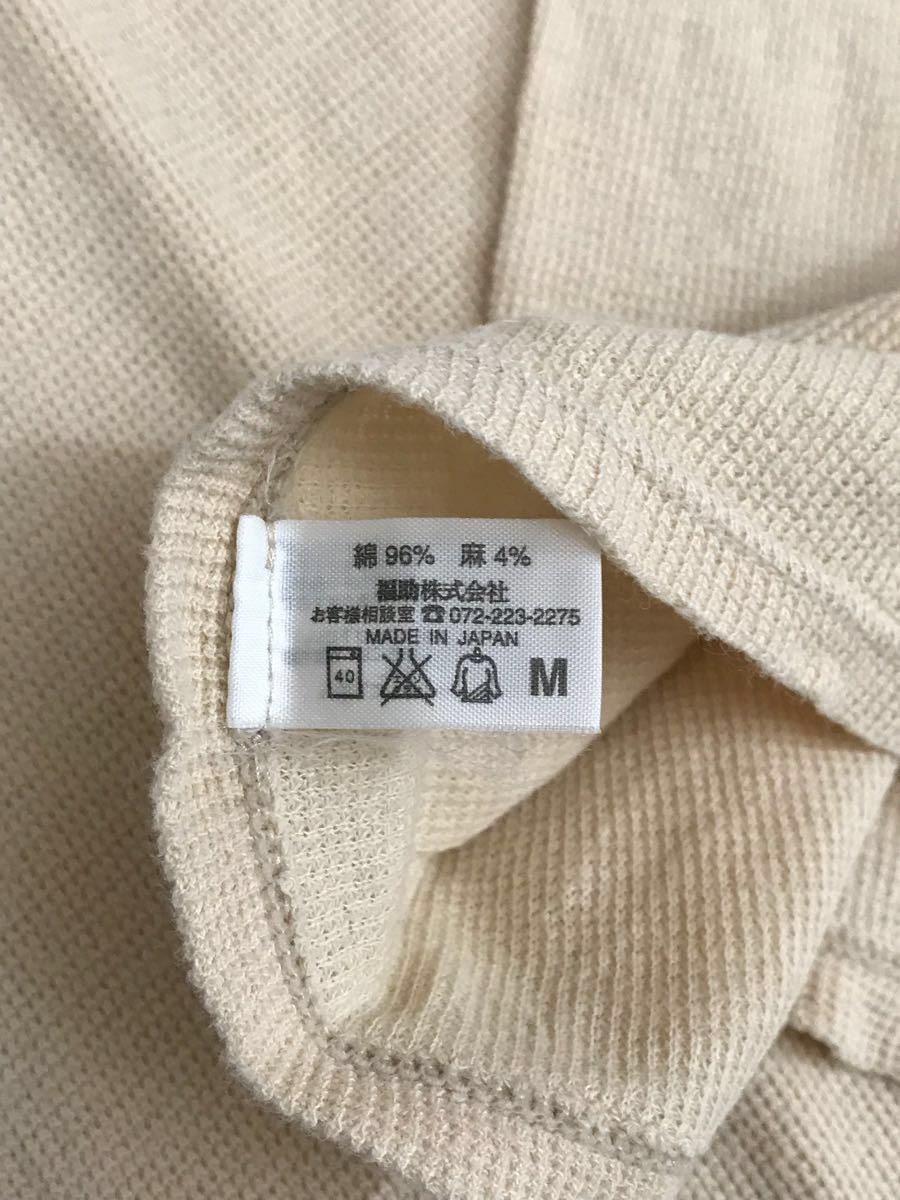 綿 96% 麻 4%
福助株式会社
お客様相談室 ☎ 072-223-2275
MADE IN JAPAN
40 M